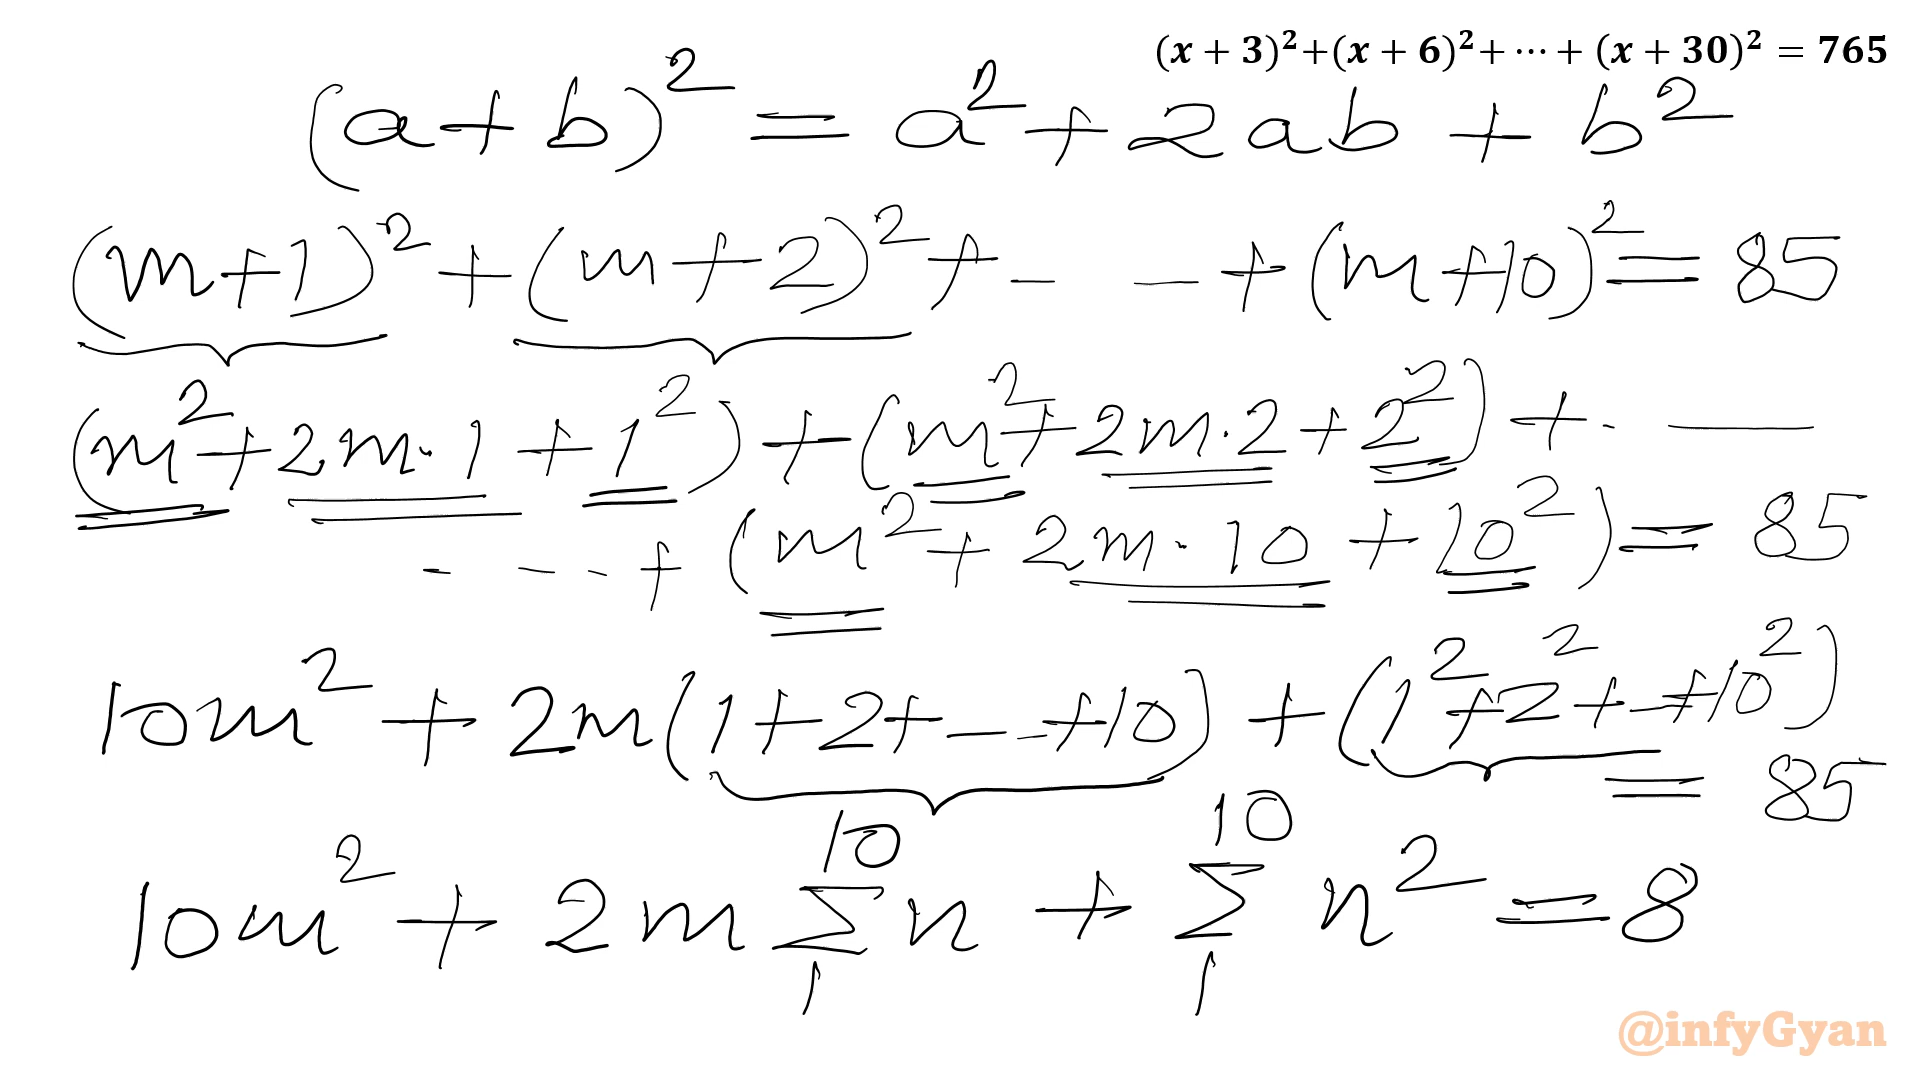 (x + 3)²+(x + 6)²+ ⋯ + (x + 30)² = 765
(a+b)² = a² + 2ab + b²
(m+1)² + (m+2)² + - - + (m+10)² = 85
(m² + 2m·1 + 1²) + (m² + 2m·2 + 2²) + · —
- - - · + (m² + 2m·10 + 10²) = 85
10m² + 2m(1+2+ - - +10) + (1²+2²+ - +10²)
= 85
10m² + 2m ∑₁¹⁰ n + ∑₁¹⁰ n² = 8
@infyGyan